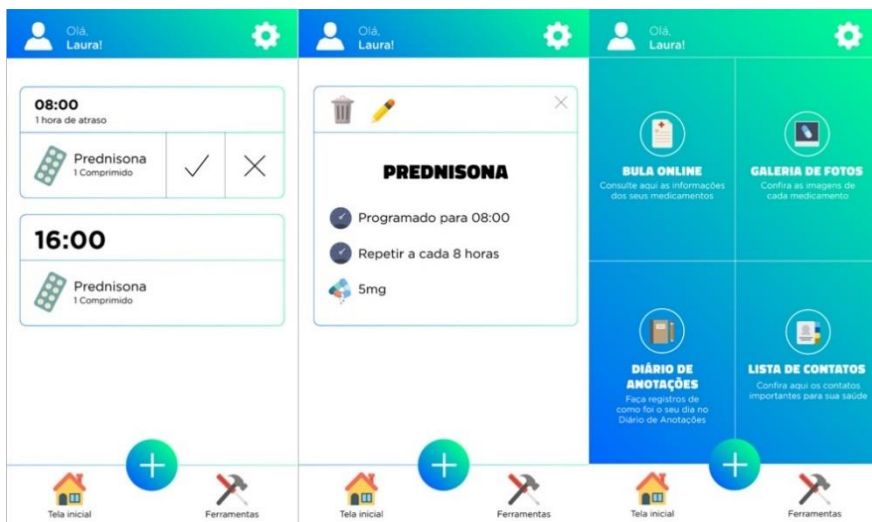 Olá,
Laura!
08:00
1 hora de atraso
Prednisona
1 Comprimido
16:00
Prednisona
1 Comprimido
Tela inicial
Ferramentas
Olá,
Laura!
PREDNISONA
Programado para 08:00
Repetir a cada 8 horas
5mg
Tela inicial
Ferramentas
Olá,
Laura!
BULA ONLINE
Consulte aqui as informações
dos seus medicamentos
GALERIA DE FOTOS
Confira as imagens de
cada medicamento
DIÁRIO DE
ANOTAÇÕES
Faça registros de
como foi o seu dia no
Diário de Anotações
LISTA DE CONTATOS
Confira aqui os contatos
importantes para sua saúde
Tela inicial
Ferramentas